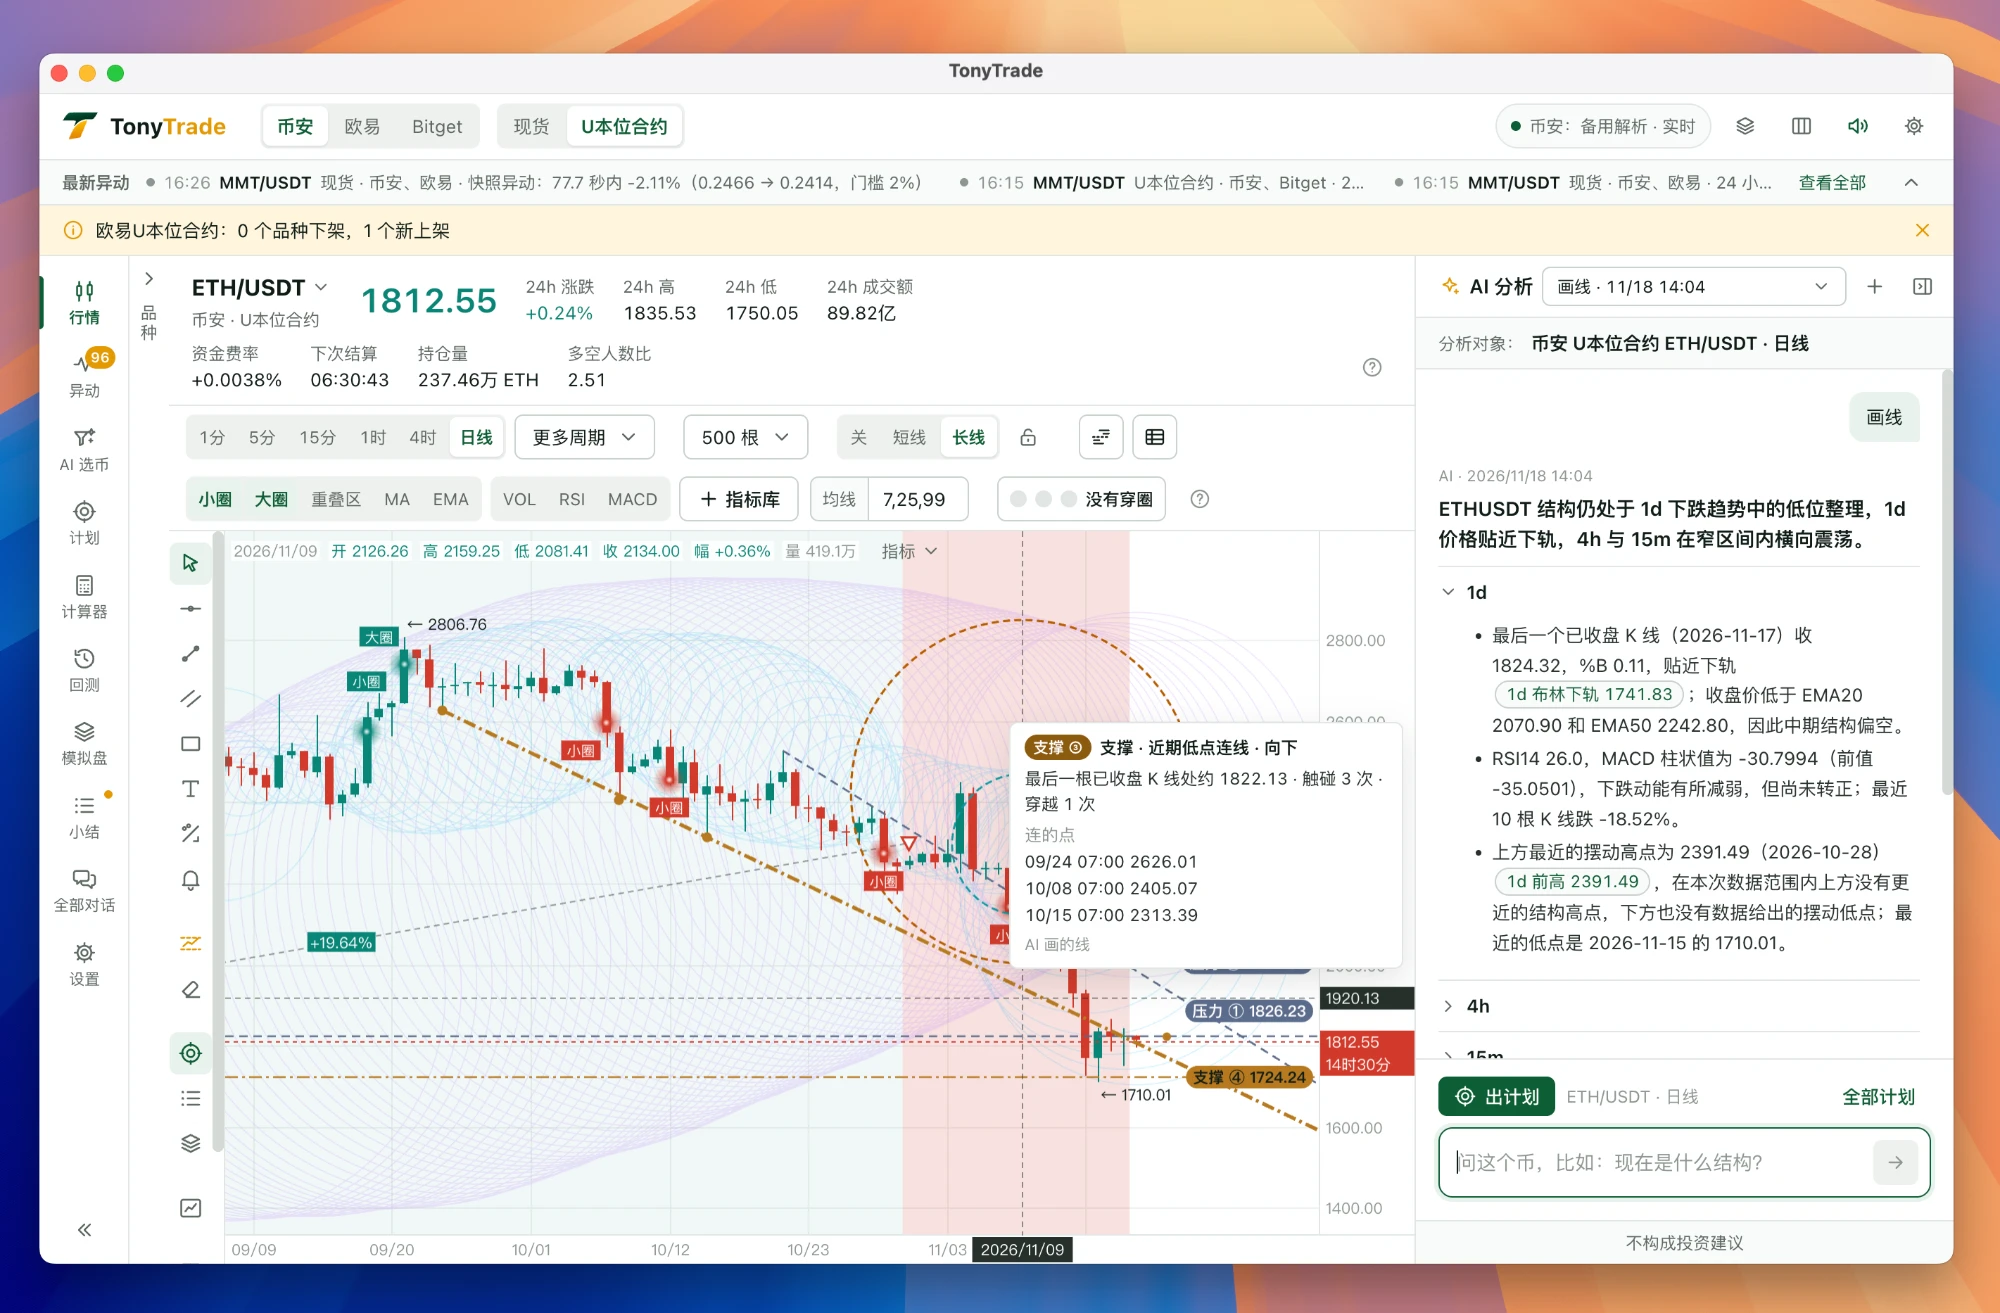 TonyTrade
TonyTrade
币安 欧易 Bitget 现货 U本位合约
币安：备用解析 · 实时
最新异动 16:26 MMT/USDT 现货 · 币安、欧易 · 快照异动：77.7 秒内 -2.11%（0.2466 → 0.2414，门槛 2%）
16:15 MMT/USDT U本位合约 · 币安、Bitget · 2...
16:15 MMT/USDT 现货 · 币安、欧易 · 24 小...
查看全部
欧易U本位合约：0 个品种下架，1 个新上架
行情
96
异动
AI 选币
计划
计算器
回测
模拟盘
小结
全部对话
设置
品种
ETH/USDT
币安 · U本位合约
1812.55
24h 涨跌
+0.24%
24h 高
1835.53
24h 低
1750.05
24h 成交额
89.82亿
资金费率
+0.0038%
下次结算
06:30:43
持仓量
237.46万 ETH
多空人数比
2.51
1分 5分 15分 1时 4时 日线 更多周期 500 根 关 短线 长线
小圈 大圈 重叠区 MA EMA VOL RSI MACD 指标库 均线 7,25,99 没有穿圈
2026/11/09 开 2126.26 高 2159.25 低 2081.41 收 2134.00 幅 +0.36% 量 419.1万 指标
大圈
← 2806.76
小圈
小圈
小圈
小圈
+19.64%
支撑 ③ 支撑 · 近期低点连线 · 向下
最后一根已收盘 K 线处约 1822.13 · 触碰 3 次 ·
穿越 1 次
连的点
09/24 07:00 2626.01
10/08 07:00 2405.07
10/15 07:00 2313.39
AI 画的线
压力 ① 1826.23
支撑 ④ 1724.24
← 1710.01
2800.00
2600.00
1920.13
1812.55
14时30分
1600.00
1400.00
09/09 09/20 10/01 10/12 10/23 11/03 2026/11/09
AI 分析 画线 · 11/18 14:04
分析对象： 币安 U本位合约 ETH/USDT · 日线
画线
AI · 2026/11/18 14:04
ETHUSDT 结构仍处于 1d 下跌趋势中的低位整理，1d
价格贴近下轨，4h 与 15m 在窄区间内横向震荡。
1d
• 最后一个已收盘 K 线（2026-11-17）收
1824.32，%B 0.11，贴近下轨
1d 布林下轨 1741.83 ；收盘价低于 EMA20
2070.90 和 EMA50 2242.80，因此中期结构偏空。
• RSI14 26.0，MACD 柱状值为 -30.7994（前值
-35.0501），下跌动能有所减弱，但尚未转正；最近
10 根 K 线跌 -18.52%。
• 上方最近的摆动高点为 2391.49（2026-10-28）
1d 前高 2391.49 ，在本次数据范围内上方没有更
近的结构高点，下方也没有数据给出的摆动低点；最
近的低点是 2026-11-15 的 1710.01。
4h
15m
出计划 ETH/USDT · 日线 全部计划
问这个币，比如：现在是什么结构？
不构成投资建议